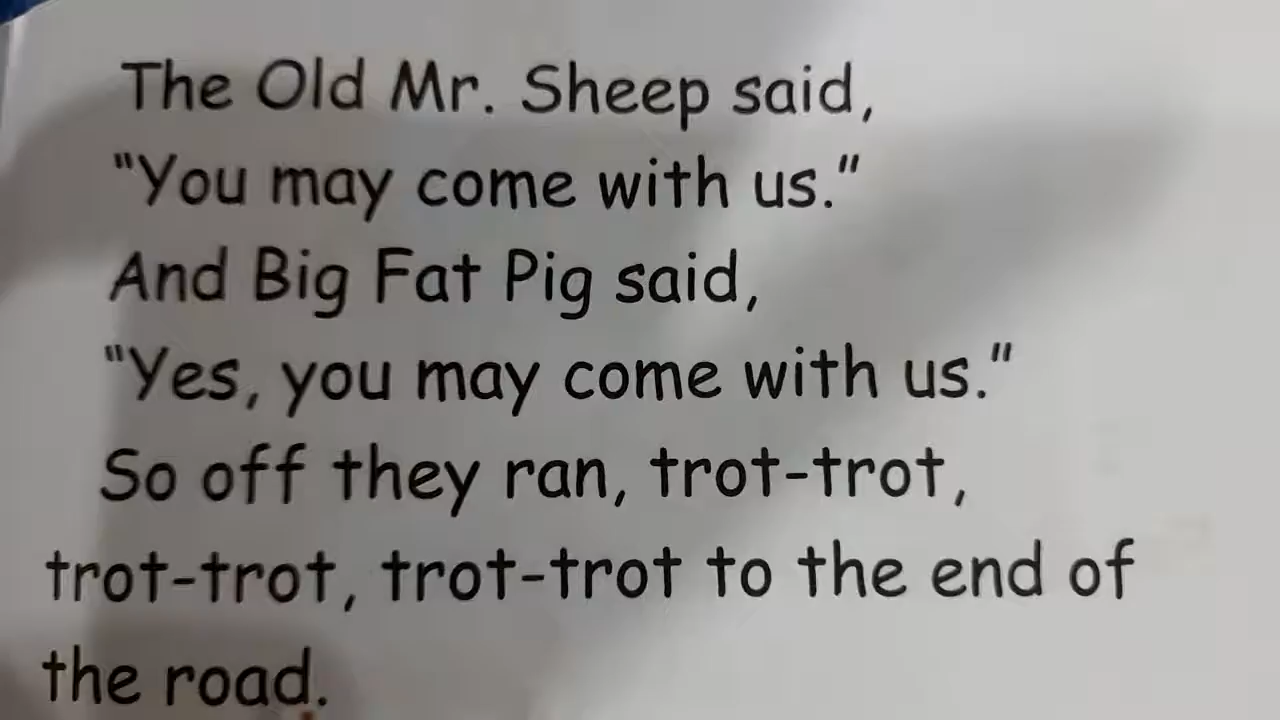 The Old Mr. Sheep said,
"You may come with us."
And Big Fat Pig said,
"Yes, you may come with us."
So off they ran, trot-trot,
trot-trot, trot-trot to the end of
the road.